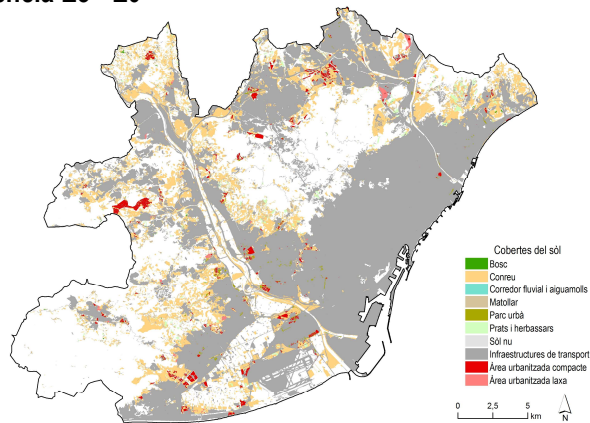 Cobertes del sòl
Bosc
Conreu
Corredor fluvial i aiguamolls
Matollar
Parc urbà
Prats i herbassars
Sòl nu
Infraestructures de transport
Àrea urbanitzada compacte
Àrea urbanitzada laxa
0 2,5 5
km
N